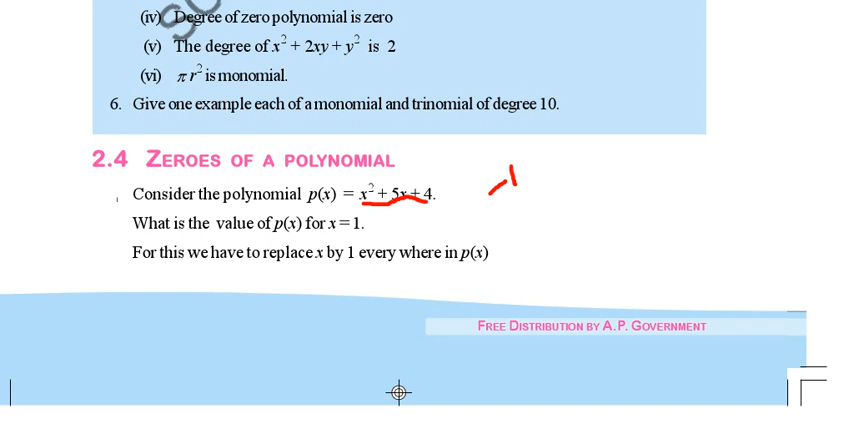 (iv) Degree of zero polynomial is zero
(v) The degree of x² + 2xy + y² is 2
(vi) π r² is monomial.
6. Give one example each of a monomial and trinomial of degree 10.
2.4 ZEROES OF A POLYNOMIAL
Consider the polynomial p(x) = x² + 5x + 4.
What is the value of p(x) for x = 1.
For this we have to replace x by 1 every where in p(x)
FREE DISTRIBUTION BY A.P. GOVERNMENT